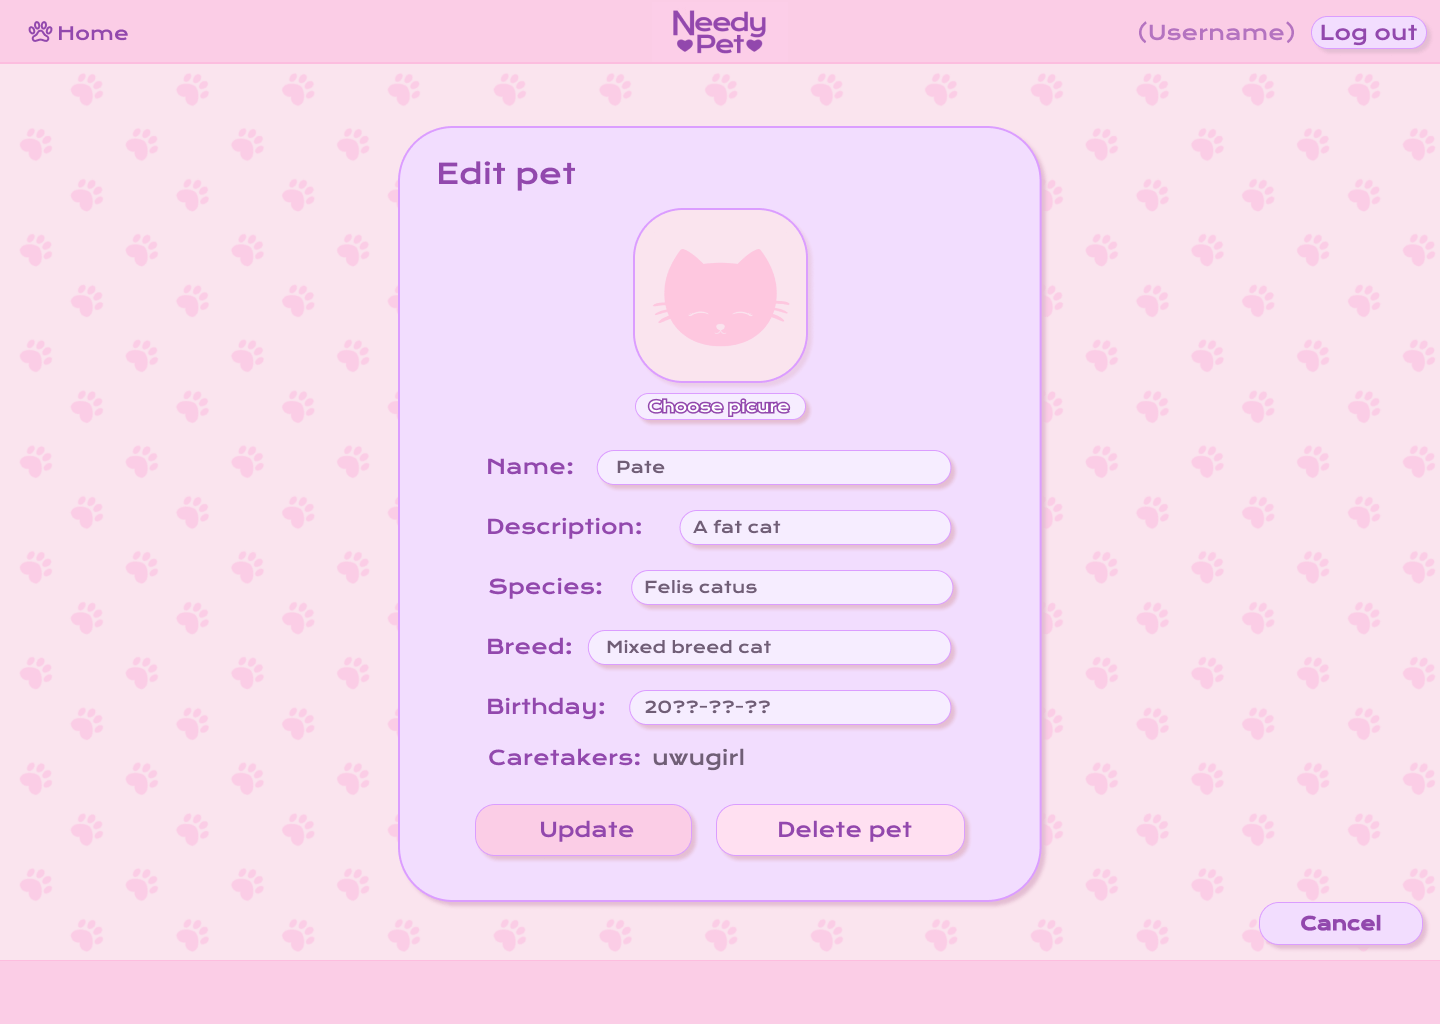 Home
Needy
Pet
(Username)
Log out
Edit pet
Choose picure
Name: Pate
Description: A fat cat
Species: Felis catus
Breed: Mixed breed cat
Birthday: 20??-??-??
Caretakers: uwugirl
Update
Delete pet
Cancel